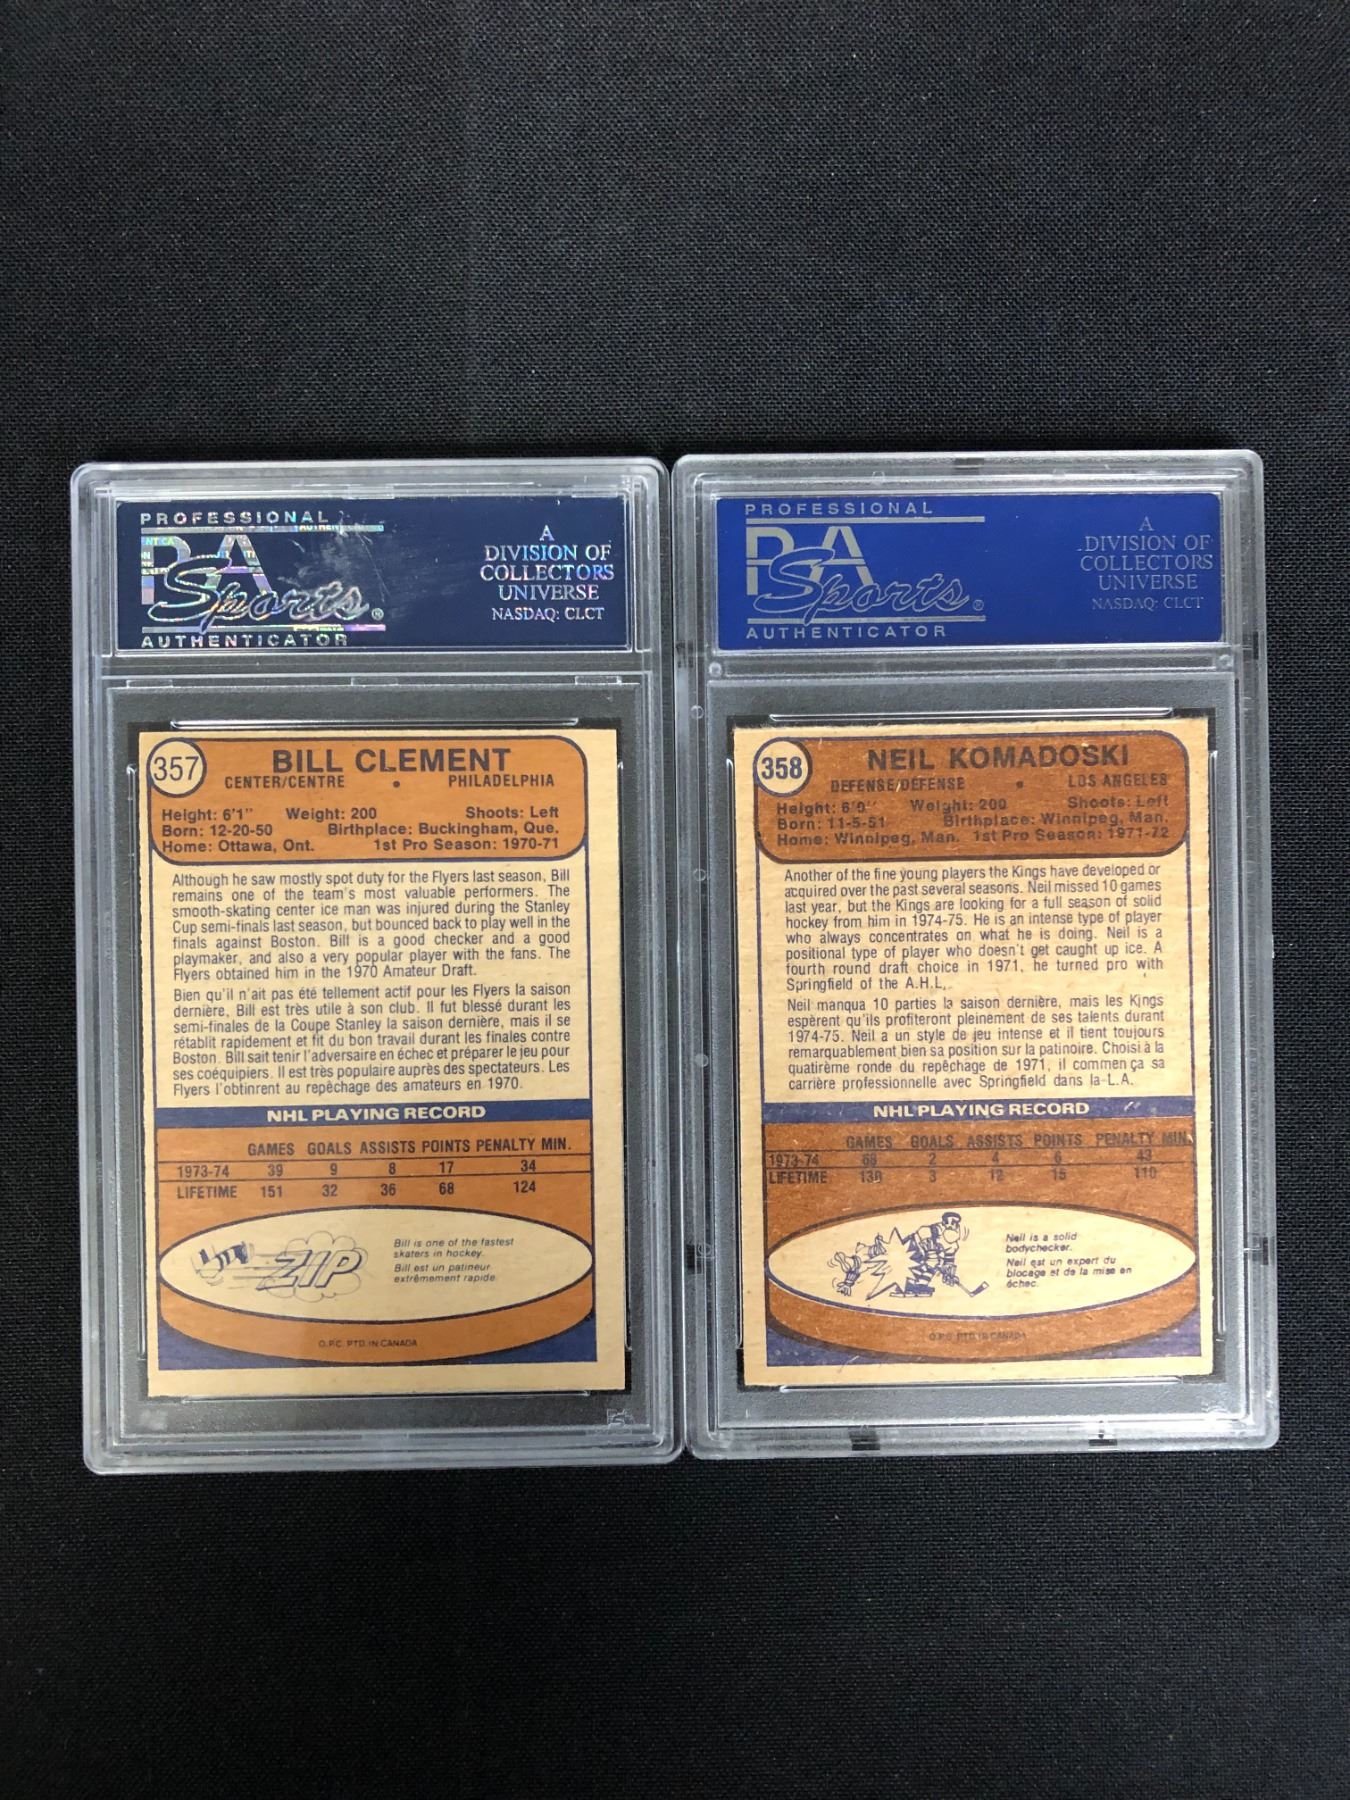 PROFESSIONAL
PSA
Sports®
AUTHENTICATOR
A
DIVISION OF
COLLECTORS
UNIVERSE
NASDAQ: CLCT
357
BILL CLEMENT
CENTER/CENTRE • PHILADELPHIA
Height: 6'1" Weight: 200 Shoots: Left
Born: 12-20-50 Birthplace: Buckingham, Que,
Home: Ottawa, Ont. 1st Pro Season: 1970-71
Although he saw mostly spot duty for the Flyers last season, Bill
remains one of the team's most valuable performers. The
smooth-skating center ice man was injured during the Stanley
Cup semi-finals last season, but bounced back to play well in the
finals against Boston. Bill is a good checker and a good
playmaker, and also a very popular player with the fans. The
Flyers obtained him in the 1970 Amateur Draft.
Bien qu'il n'ait pas été tellement actif pour les Flyers la saison
dernière, Bill est très utile à son club. Il fut blessé durant les
semi-finales de la Coupe Stanley la saison dernière, mais il se
rétablit rapidement et fit du bon travail durant les finales contre
Boston. Bill sait tenir l'adversaire en échec et préparer le jeu pour
ses coéquipiers. Il est très populaire auprès des spectateurs. Les
Flyers l'obtinrent au repêchage des amateurs en 1970.
NHL PLAYING RECORD
GAMES GOALS ASSISTS POINTS PENALTY MIN.
1973-74 39 9 8 17 34
LIFETIME 151 32 36 68 124
ZIP
Bill is one of the fastest
skaters in hockey.
Bill est un patineur
extrêmement rapide.
O.P.C. PTD. IN CANADA
PROFESSIONAL
PSA
Sports®
AUTHENTICATOR
A
DIVISION OF
COLLECTORS
UNIVERSE
NASDAQ: CLCT
358
NEIL KOMADOSKI
DEFENSE/DEFENSE • LOS ANGELES
Height: 6'0" Weight: 200 Shoots: Left
Born: 11-5-51 Birthplace: Winnipeg, Man.
Home: Winnipeg, Man. 1st Pro Season: 1971-72
Another of the fine young players the Kings have developed or
acquired over the past several seasons. Neil missed 10 games
last year, but the Kings are looking for a full season of solid
hockey from him in 1974-75. He is an intense type of player
who always concentrates on what he is doing. Neil is a
positional type of player who doesn't get caught up ice. A
fourth round draft choice in 1971, he turned pro with
Springfield of the A.H.L.
Neil manqua 10 parties la saison dernière, mais les Kings
espèrent qu'ils profiteront pleinement de ses talents durant
1974-75. Neil a un style de jeu intense et il tient toujours
remarquablement bien sa position sur la patinoire. Choisi à la
quatirème ronde du repêchage de 1971, il commen ça sa
carrière professionnelle avec Springfield dans la L.A.
NHL PLAYING RECORD
GAMES GOALS ASSISTS POINTS PENALTY MIN.
1973-74 68 2 4 6 43
LIFETIME 130 3 12 15 110
Neil is a solid
bodychecker.
Neil est un expert du
blocage et de la mise en
échec.
O.P.C. PTD. IN CANADA